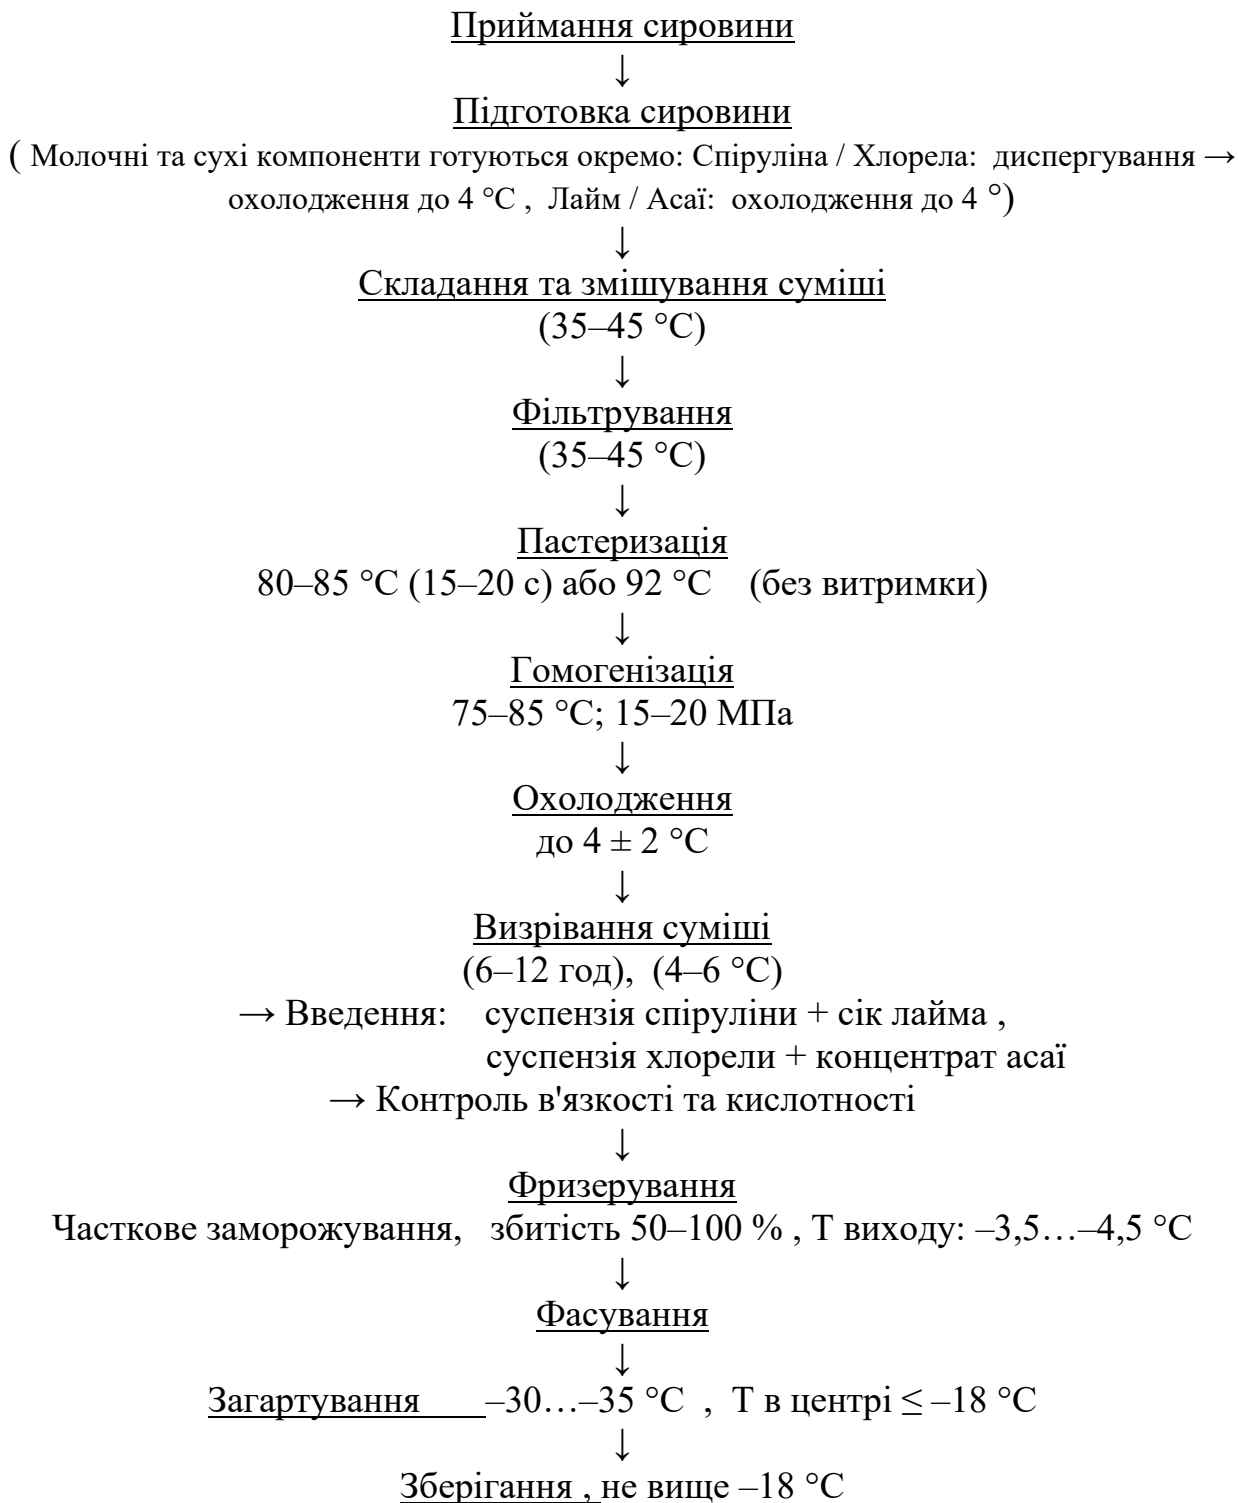 Приймання сировини
↓
Підготовка сировини
( Молочні та сухі компоненти готуються окремо: Спіруліна / Хлорела: диспергування →
охолодження до 4 °C , Лайм / Асаї: охолодження до 4 °)
↓
Складання та змішування суміші
(35–45 °C)
↓
Фільтрування
(35–45 °C)
↓
Пастеризація
80–85 °C (15–20 с) або 92 °C (без витримки)
↓
Гомогенізація
75–85 °C; 15–20 МПа
↓
Охолодження
до 4 ± 2 °C
↓
Визрівання суміші
(6–12 год), (4–6 °C)
→ Введення: суспензія спіруліни + сік лайма ,
суспензія хлорели + концентрат асаї
→ Контроль в'язкості та кислотності
↓
Фризерування
Часткове заморожування, збитість 50–100 % , Т виходу: –3,5…–4,5 °C
↓
Фасування
↓
Загартування –30…–35 °C , Т в центрі ≤ –18 °C
↓
Зберігання , не вище –18 °C